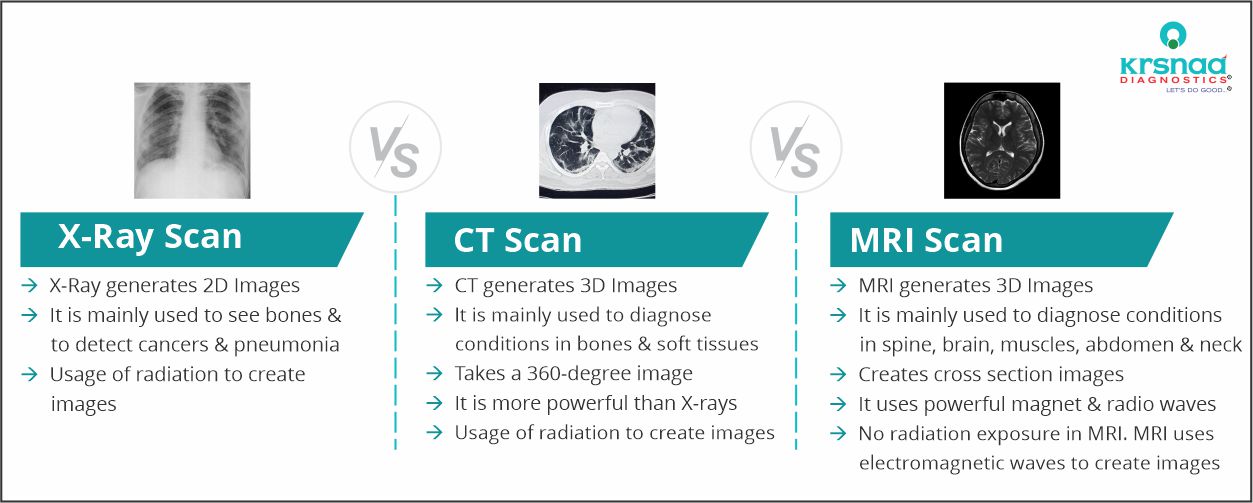 Krsnaa
DIAGNOSTICS
LET'S DO GOOD...
VS
VS
X-Ray Scan
→ X-Ray generates 2D Images
→ It is mainly used to see bones &
to detect cancers & pneumonia
→ Usage of radiation to create
images
CT Scan
→ CT generates 3D Images
→ It is mainly used to diagnose
conditions in bones & soft tissues
→ Takes a 360-degree image
→ It is more powerful than X-rays
→ Usage of radiation to create images
MRI Scan
→ MRI generates 3D Images
→ It is mainly used to diagnose conditions
in spine, brain, muscles, abdomen & neck
→ Creates cross section images
→ It uses powerful magnet & radio waves
→ No radiation exposure in MRI. MRI uses
electromagnetic waves to create images